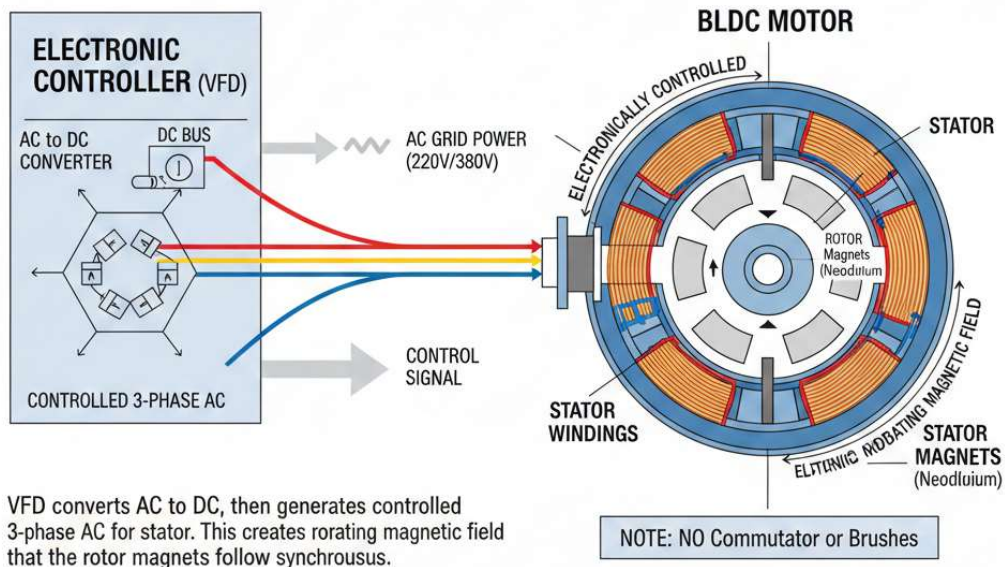 ELECTRONIC
CONTROLLER (VFD)
AC to DC
CONVERTER
DC BUS
CONTROLLED 3-PHASE AC
AC GRID POWER
(220V/380V)
CONTROL
SIGNAL
BLDC MOTOR
ELECTRONICALLY CONTROLLED
STATOR
ROTOR
Magnets
(Neodulum
STATOR
WINDINGS
MAGNETIC FIELD
STATOR
MAGNETS
(Neodluium)
VFD converts AC to DC, then generates controlled
3-phase AC for stator. This creates rorating magnetic field
that the rotor magnets follow synchrousus.
NOTE: NO Commutator or Brushes